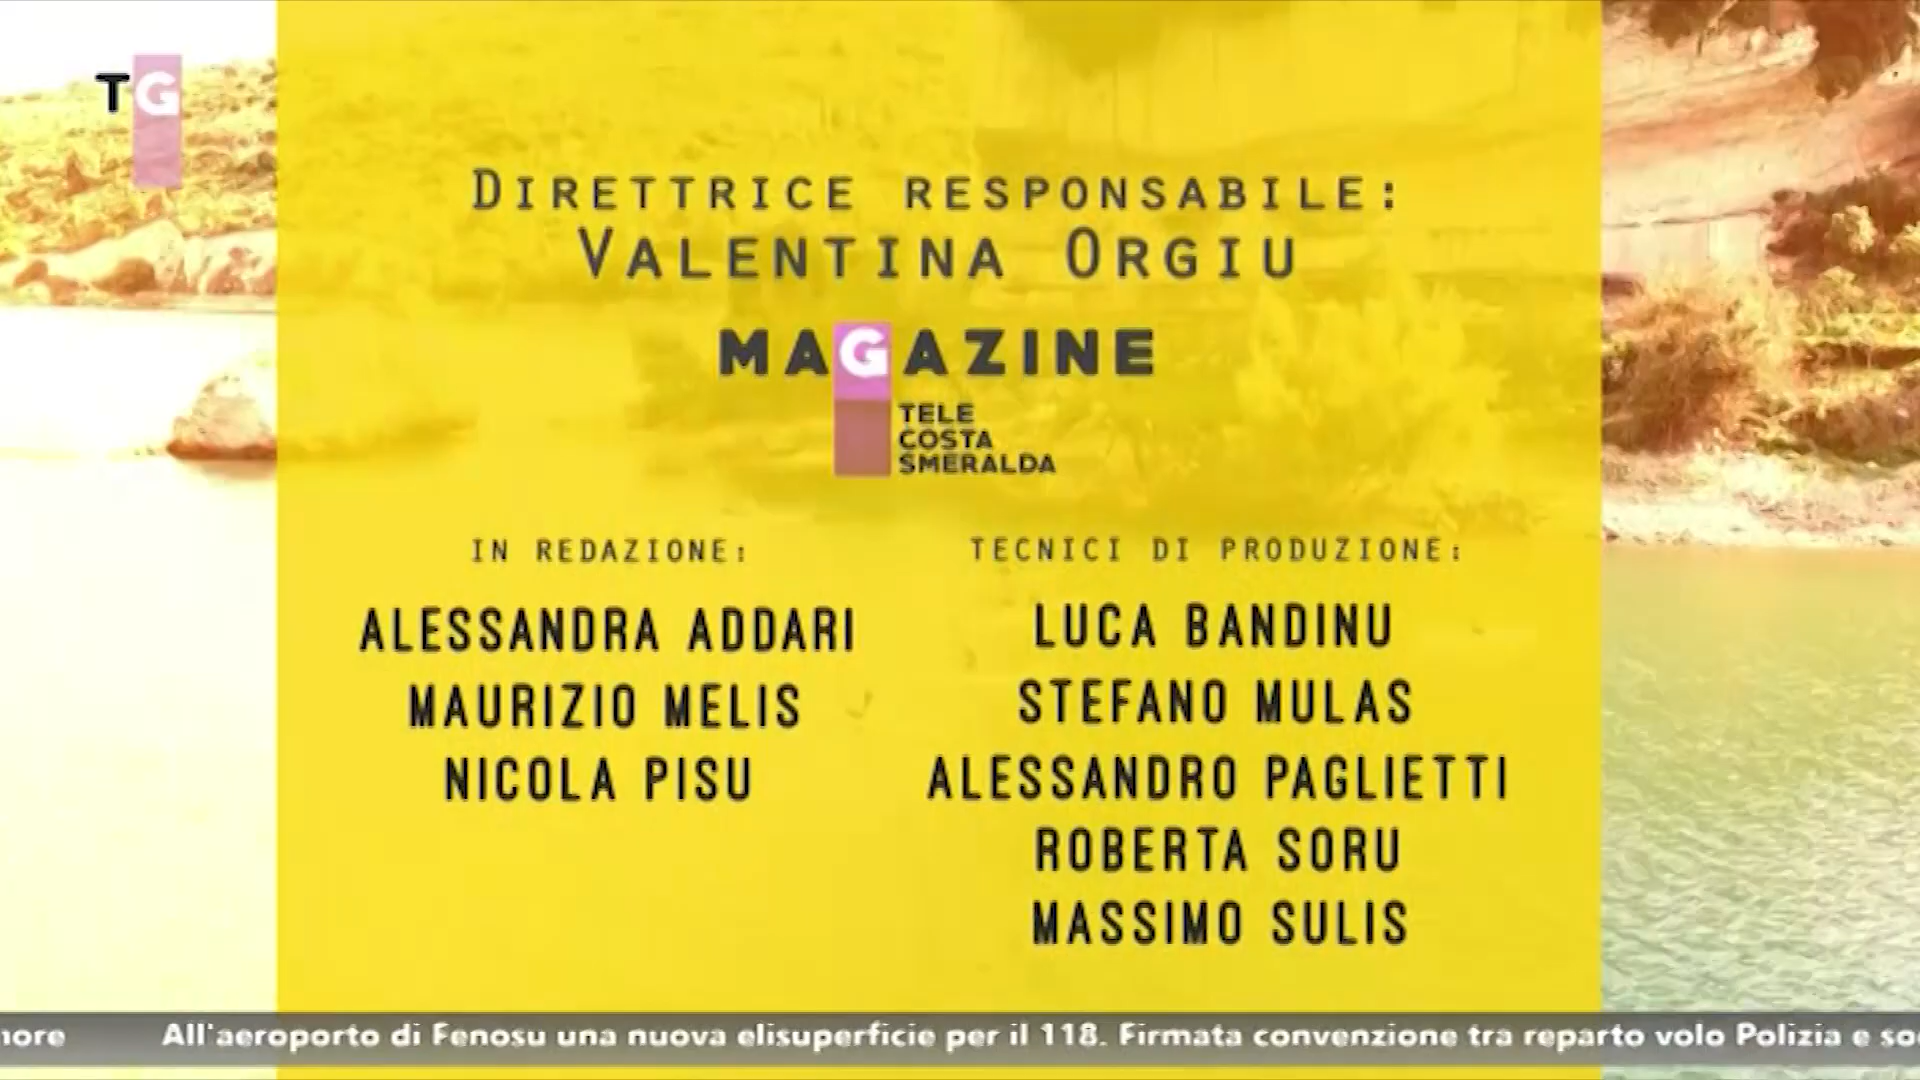 TG
DIRETTRICE RESPONSABILE:
VALENTINA ORGIU
MAGAZINE
TELE
COSTA
SMERALDA
IN REDAZIONE:
ALESSANDRA ADDARI
MAURIZIO MELIS
NICOLA PISU
TECNICI DI PRODUZIONE:
LUCA BANDINU
STEFANO MULAS
ALESSANDRO PAGLIETTI
ROBERTA SORU
MASSIMO SULIS
All'aeroporto di Fenosu una nuova elisuperficie per il 118. Firmata convenzione tra reparto volo Polizia e